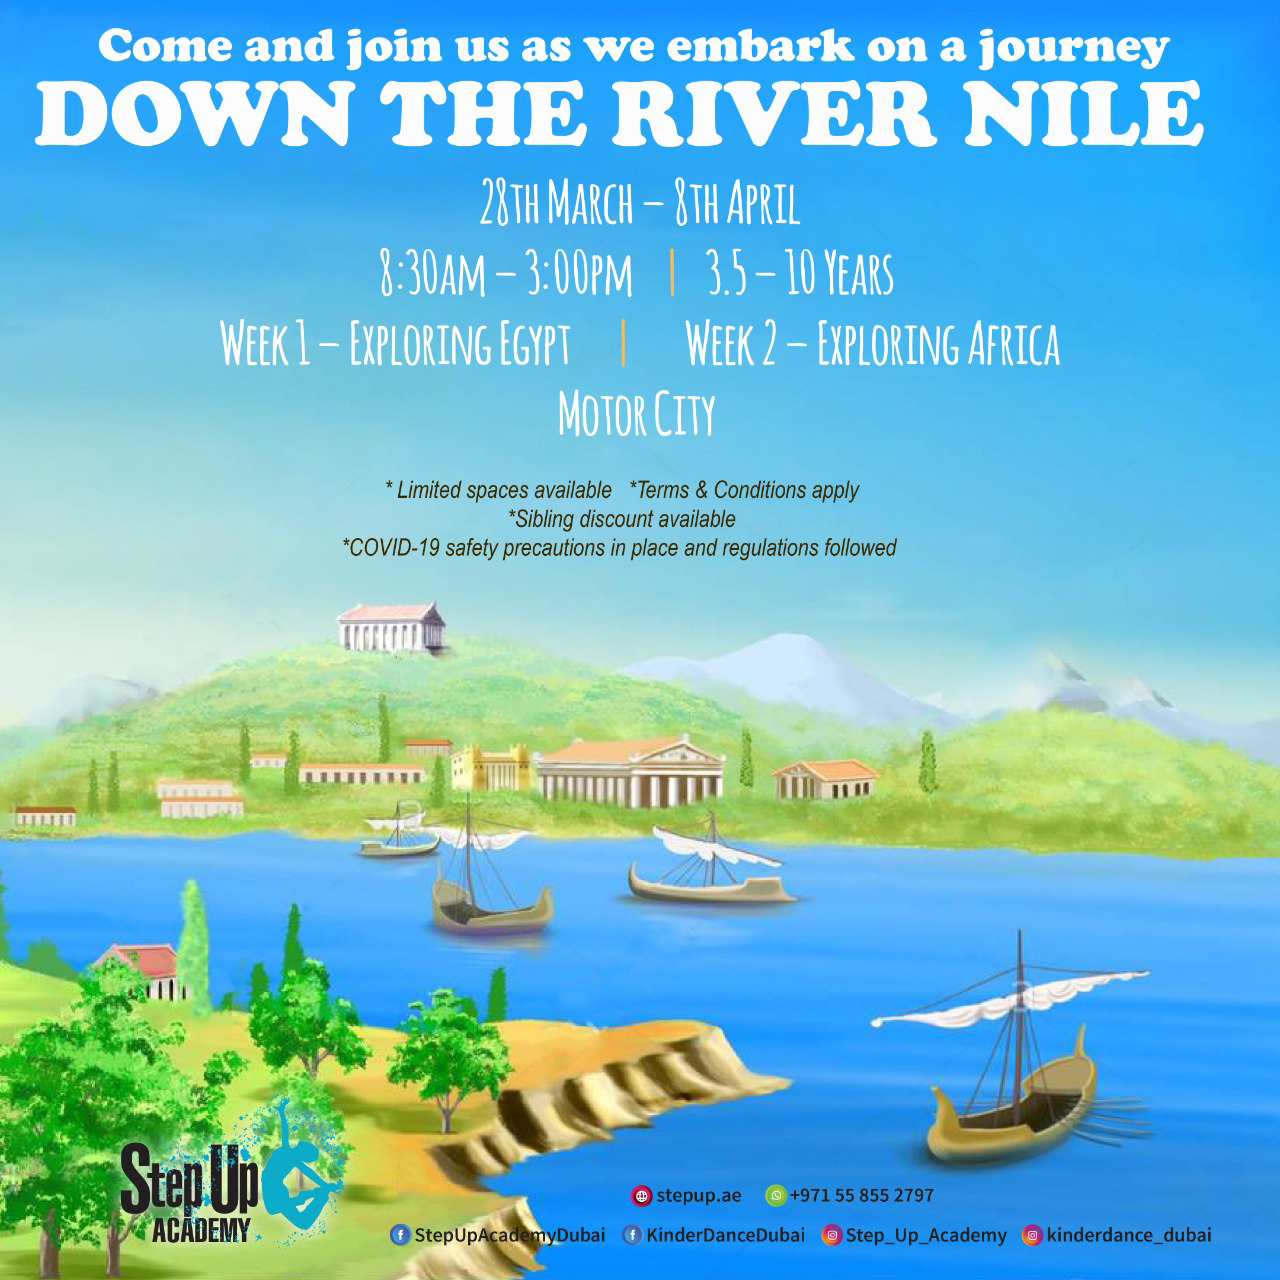 Come and join us as we embark on a journey
DOWN THE RIVER NILE
28TH MARCH – 8TH APRIL
8:30AM – 3:00PM | 3.5 – 10 YEARS
WEEK 1 – EXPLORING EGYPT | WEEK 2 – EXPLORING AFRICA
MOTOR CITY
* Limited spaces available *Terms & Conditions apply
*Sibling discount available
*COVID-19 safety precautions in place and regulations followed
Step Up
ACADEMY
stepup.ae +971 55 855 2797
StepUpAcademyDubai KinderDanceDubai Step_Up_Academy kinderdance_dubai